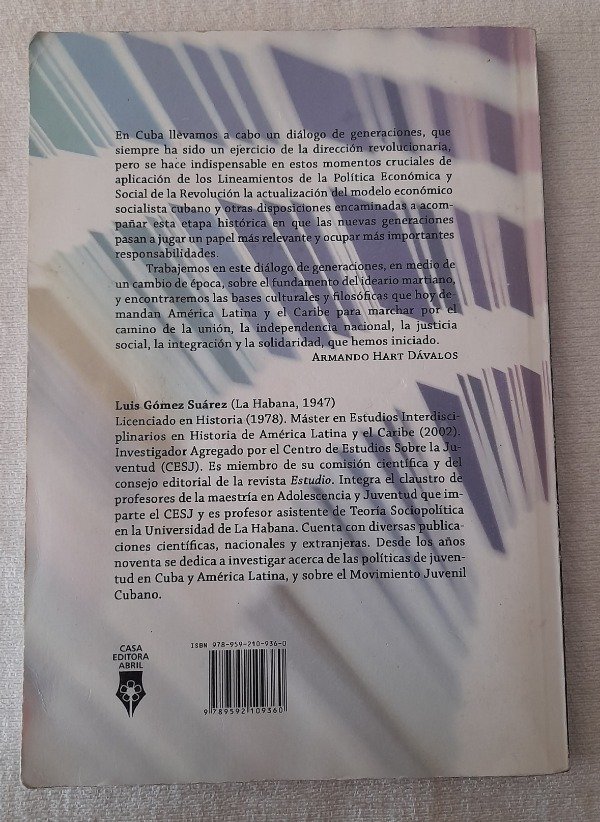 En Cuba llevamos a cabo un diálogo de generaciones, que
siempre ha sido un ejercicio de la dirección revolucionaria,
pero se hace indispensable en estos momentos cruciales de
aplicación de los Lineamientos de la Política Económica y
Social de la Revolución la actualización del modelo económico
socialista cubano y otras disposiciones encaminadas a acom-
pañar esta etapa histórica en que las nuevas generaciones
pasan a jugar un papel más relevante y ocupar más importantes
responsabilidades.
Trabajemos en este diálogo de generaciones, en medio de
un cambio de época, sobre el fundamento del ideario martiano,
y encontraremos las bases culturales y filosóficas que hoy de-
mandan América Latina y el Caribe para marchar por el
camino de la unión, la independencia nacional, la justicia
social, la integración y la solidaridad, que hemos iniciado.
Armando Hart Dávalos
Luis Gómez Suárez (La Habana, 1947)
Licenciado en Historia (1978). Máster en Estudios Interdisci-
plinarios en Historia de América Latina y el Caribe (2002).
Investigador Agregado por el Centro de Estudios Sobre la Ju-
ventud (CESJ). Es miembro de su comisión científica y del
consejo editorial de la revista Estudio. Integra el claustro de
profesores de la maestría en Adolescencia y Juventud que im-
parte el CESJ y es profesor asistente de Teoría Sociopolítica
en la Universidad de La Habana. Cuenta con diversas publica-
ciones científicas, nacionales y extranjeras. Desde los años
noventa se dedica a investigar acerca de las políticas de juven-
tud en Cuba y América Latina, y sobre el Movimiento Juvenil
Cubano.
CASA
EDITORA
ABRIL
ISBN 978-959-210-936-0
9 789592 109360